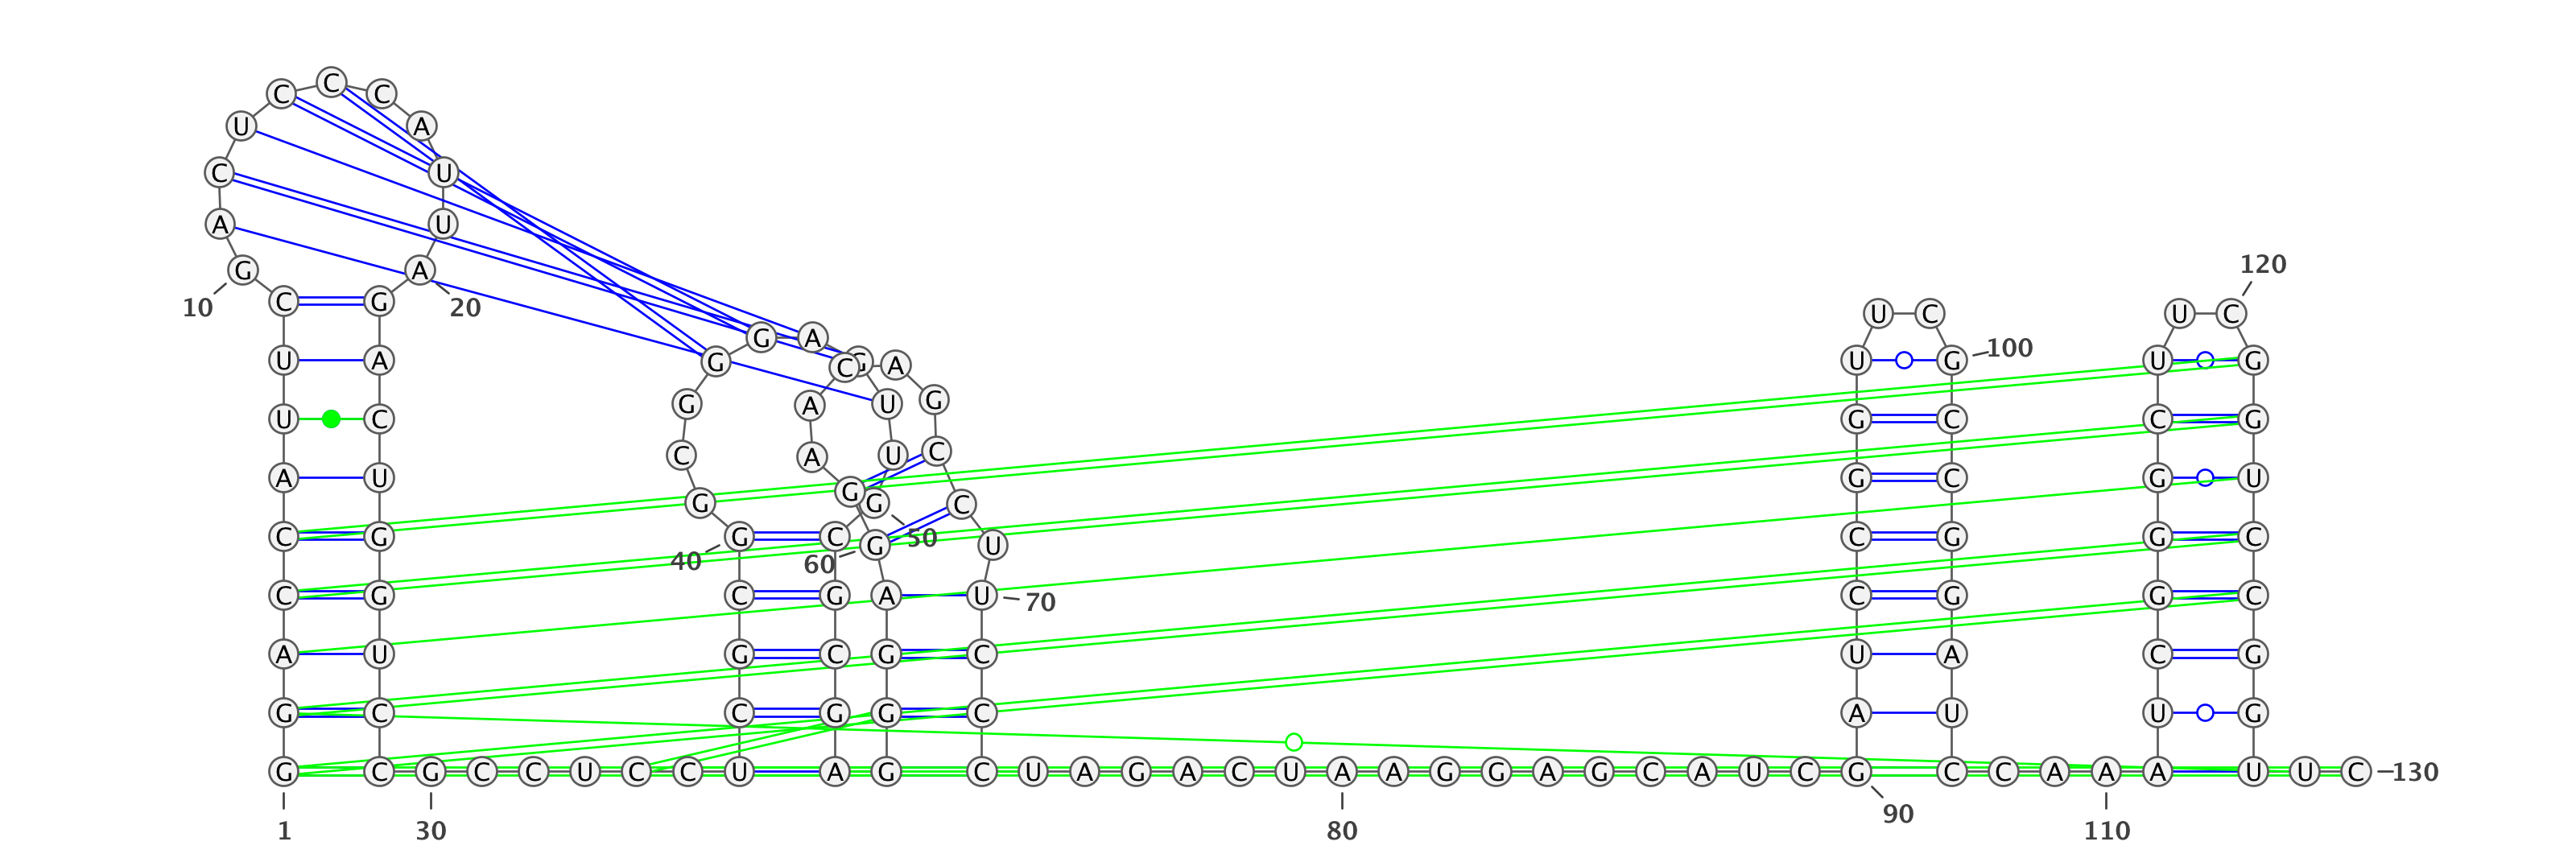 C
C C
U A
C U
A U
G A 120
10 C G 20 U C U C
G A 100
U A G C G A U G U G
G A U G
U C G C C G
C A U C
A U G C G U
G
G G C
C G G C G 50 U C G G C
40 60
C G C G A U 70 C G G C
A U G C G C U A C G
G C C G G C A U U G
G C G C C U C C U A G C U A G A C U A A G G A G C A U C G C C A A A U U C 130
1 30 80 90 110